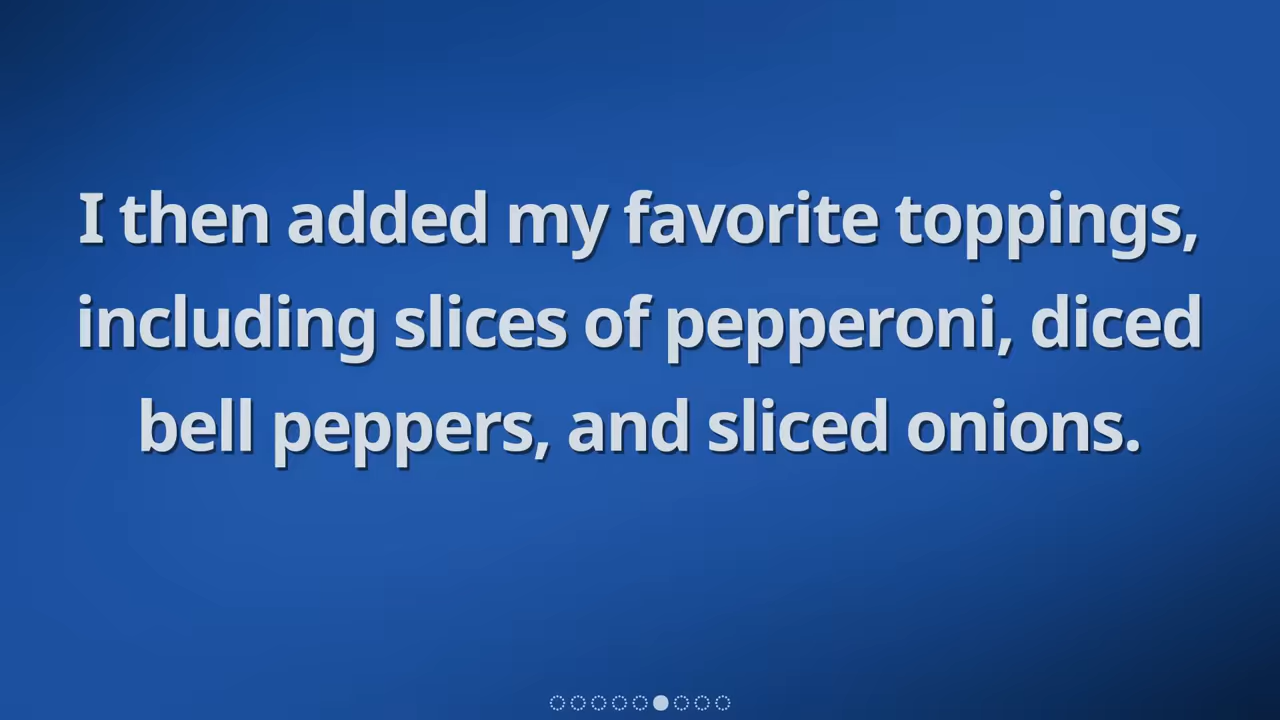 I then added my favorite toppings,
including slices of pepperoni, diced
bell peppers, and sliced onions.